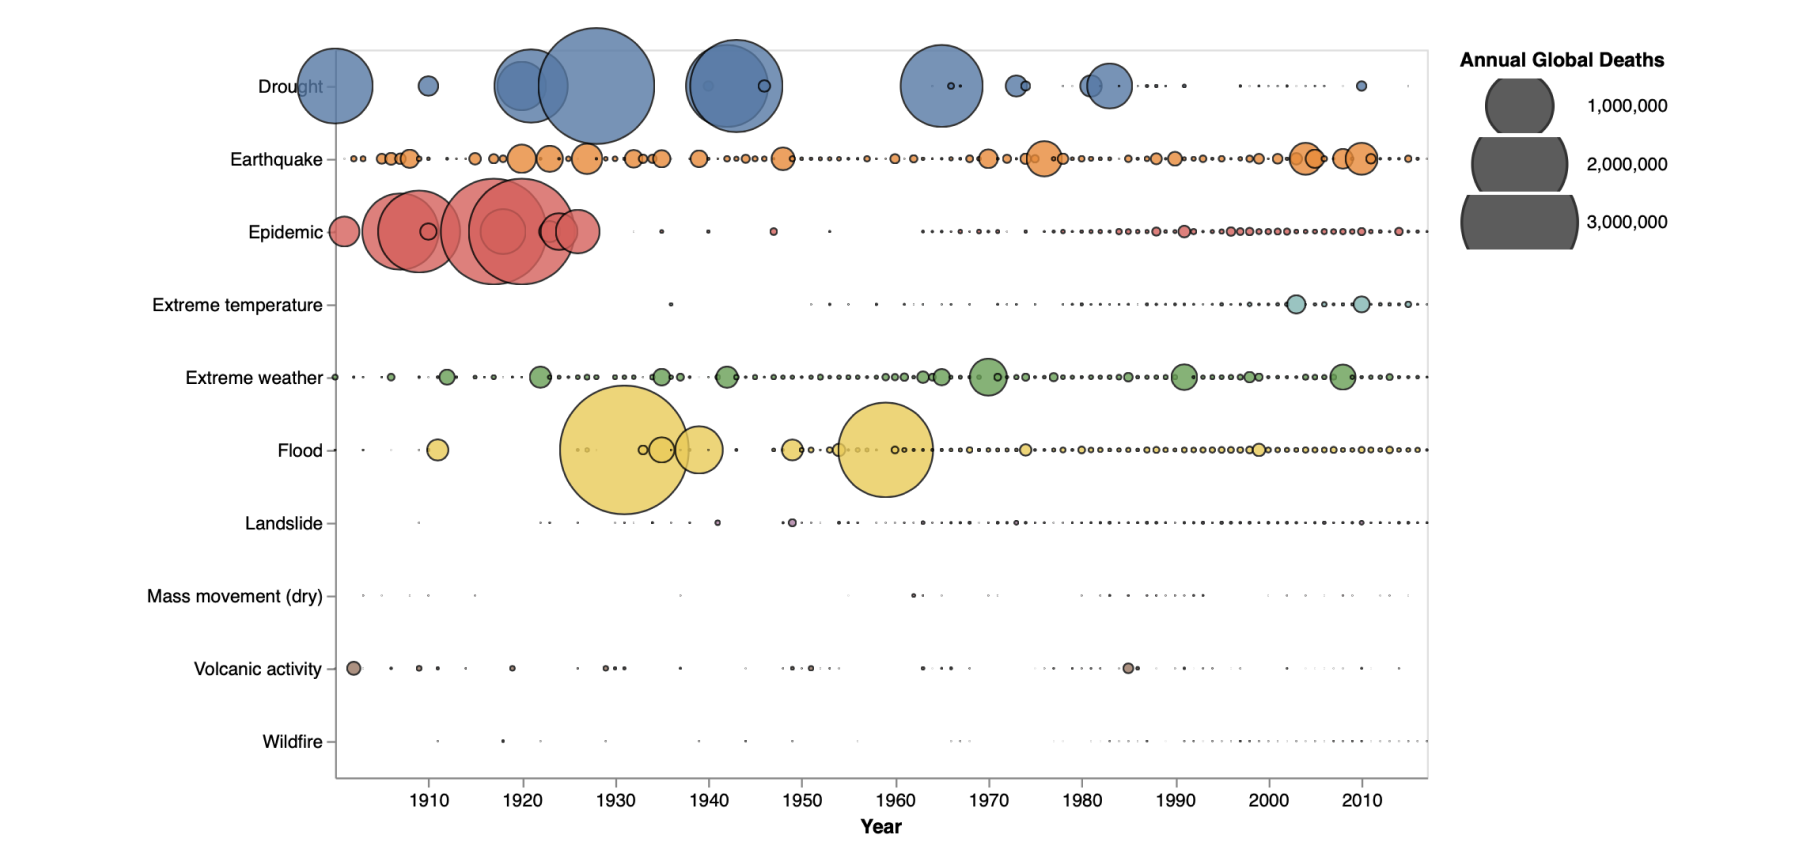 Annual Global Deaths
1,000,000
2,000,000
3,000,000
Drought
Earthquake
Epidemic
Extreme temperature
Extreme weather
Flood
Landslide
Mass movement (dry)
Volcanic activity
Wildfire
1910 1920 1930 1940 1950 1960 1970 1980 1990 2000 2010
Year